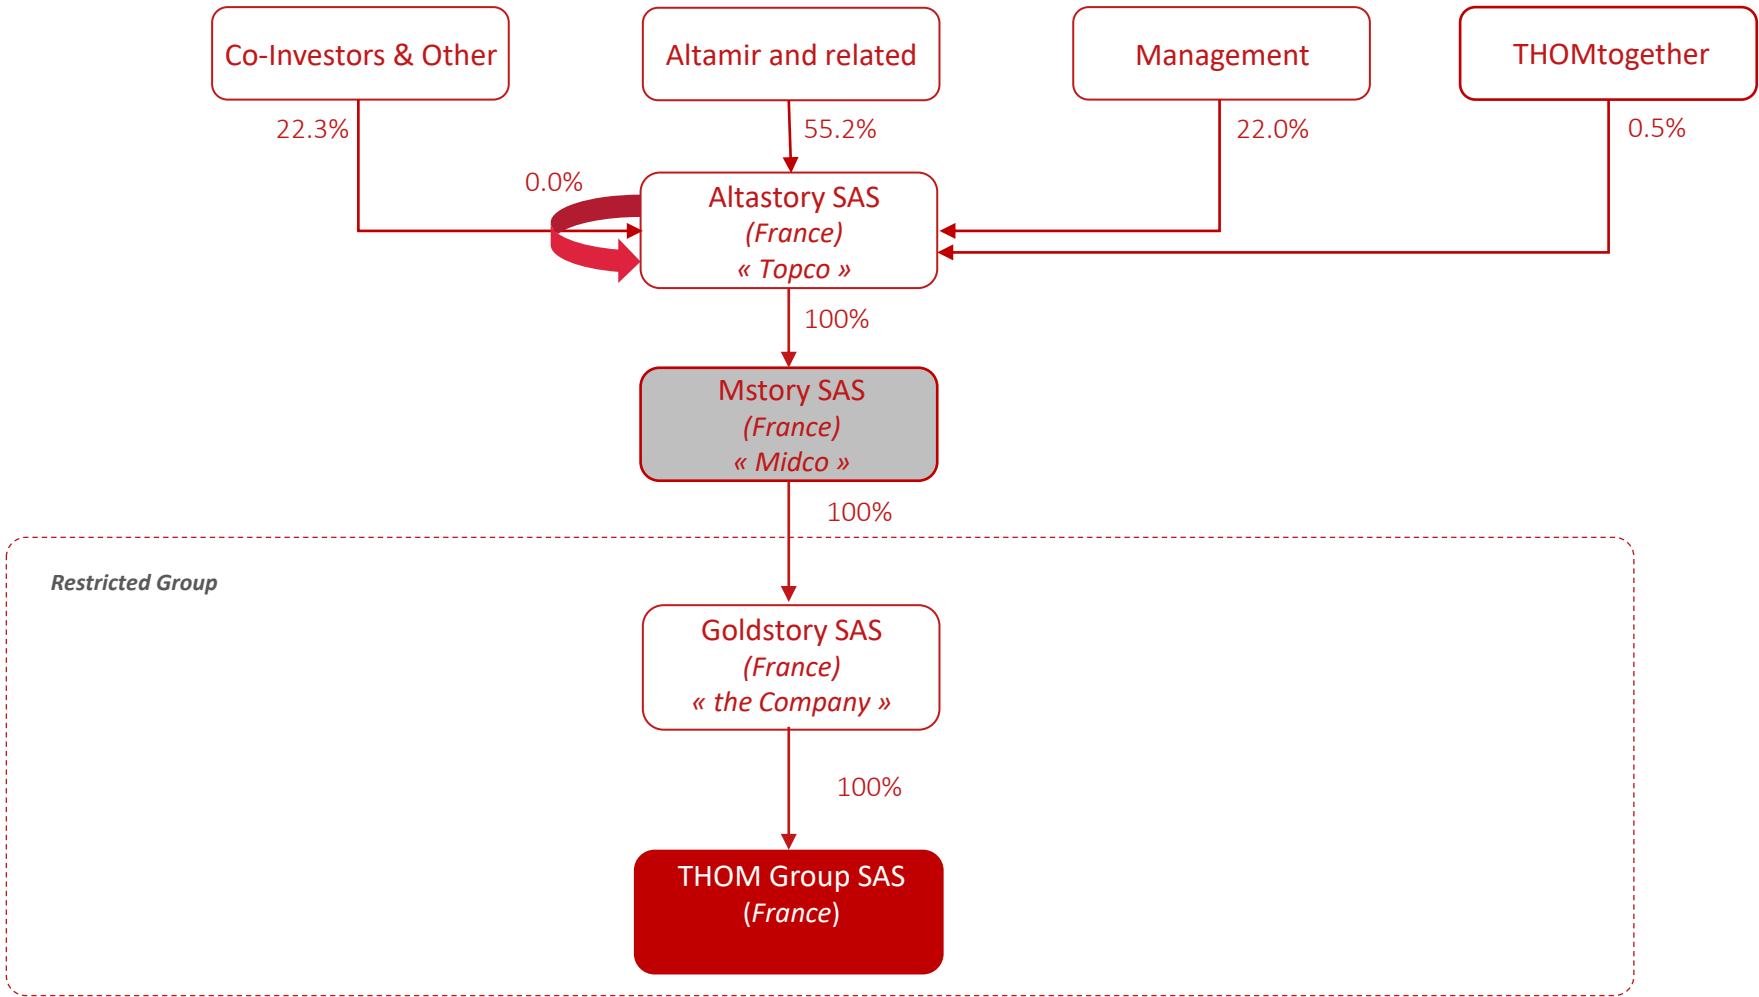 Co-Investors & Other
Altamir and related
Management
THOMtogether
22.3%
55.2%
22.0%
0.5%
0.0%
Altastory SAS
(France)
« Topco »
100%
Mstory SAS
(France)
« Midco »
100%
Restricted Group
Goldstory SAS
(France)
« the Company »
100%
THOM Group SAS
(France)